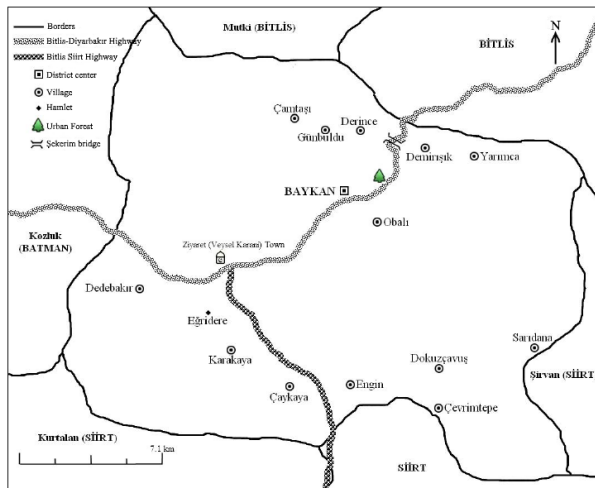 Borders
Bitlis-Diyarbakır Highway
Bitlis Siirt Highway
District center
Village
Hamlet
Urban Forest
Şekerim bridge
Mutki (BİTLİS)
BİTLİS
N
Çamtaşı
Günbuldu
Derince
Demirışık
Yarımca
BAYKAN
Obalı
Kozluk
(BATMAN)
Ziyaret (Veysel Karani) Town
Dedebakır
Eğridere
Karakaya
Çaykaya
Engin
Dokuzçavuş
Sarıdana
Şirvan (SİİRT)
Çevrimtepe
Kurtalan (SİİRT)
7.1 km
SİİRT